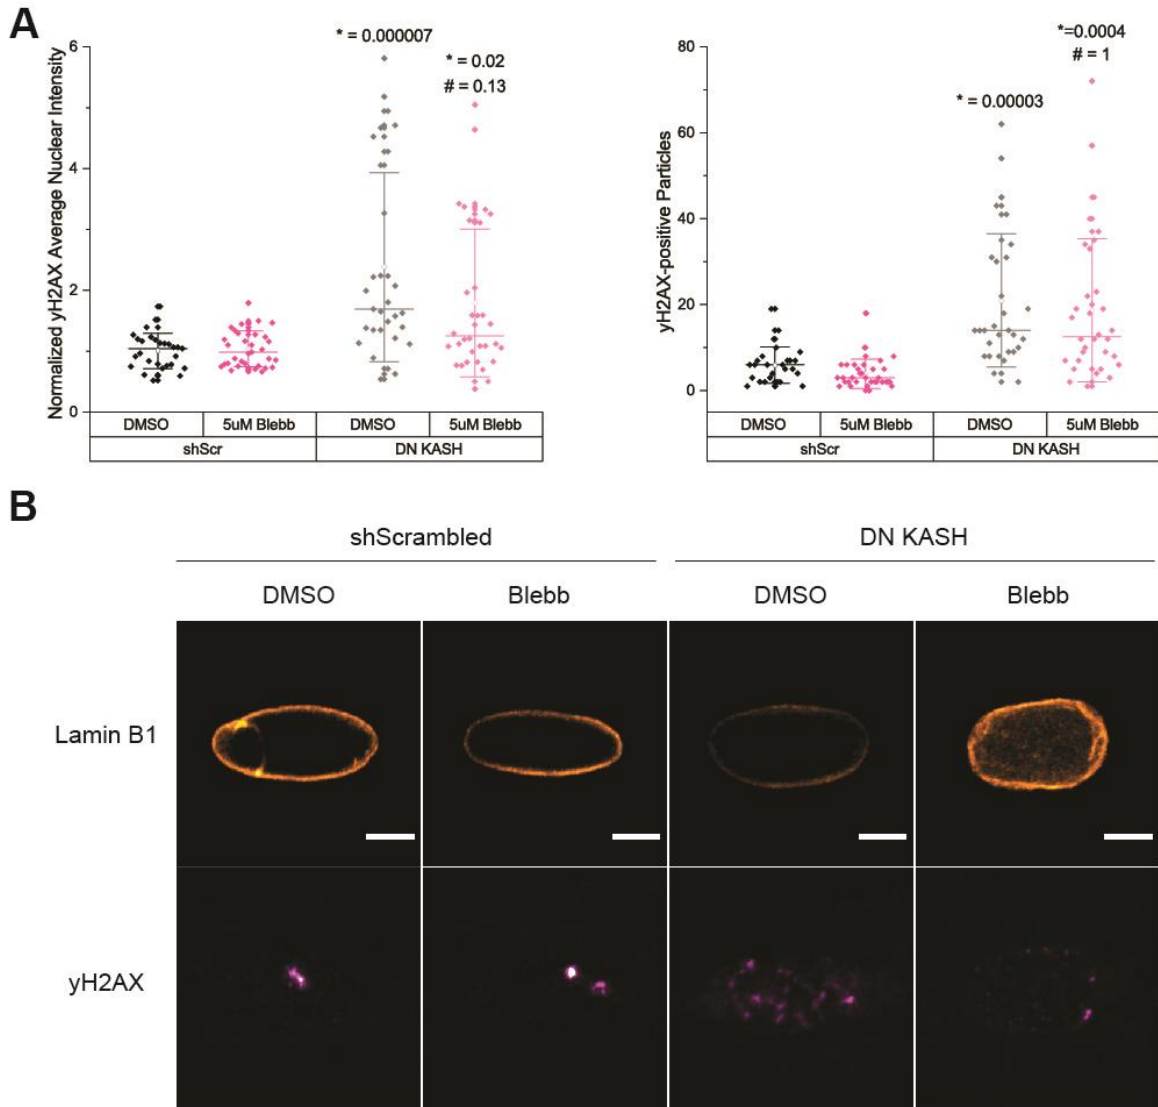 A
Normalized yH2AX Average Nuclear Intensity
6
4
2
0
* = 0.000007
* = 0.02
# = 0.13
DMSO 5uM Blebb DMSO 5uM Blebb
shScr DN KASH
yH2AX-positive Particles
80
60
40
20
0
* = 0.00003
*=0.0004
# = 1
DMSO 5uM Blebb DMSO 5uM Blebb
shScr DN KASH
B
shScrambled DN KASH
DMSO Blebb DMSO Blebb
Lamin B1
yH2AX